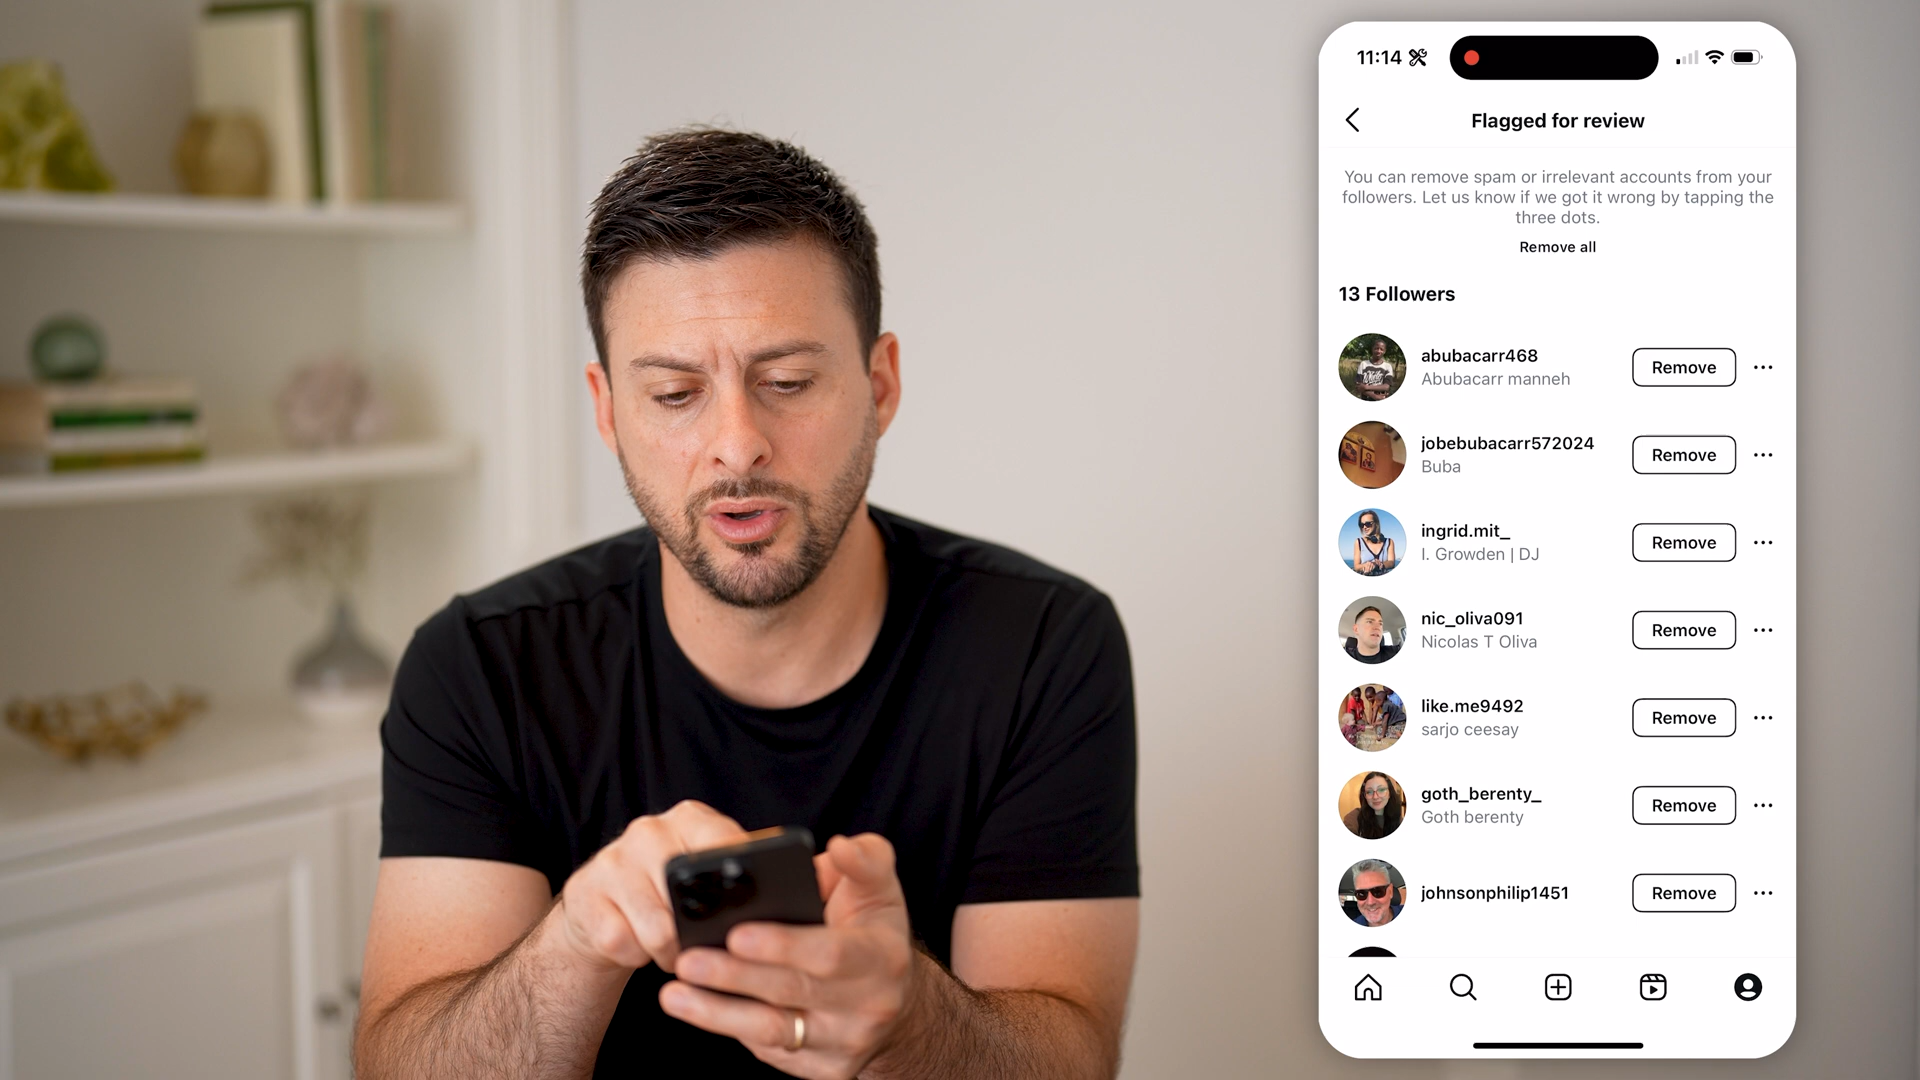 11:14
Flagged for review
You can remove spam or irrelevant accounts from your
followers. Let us know if we got it wrong by tapping the
three dots.
Remove all
13 Followers
abubacarr468
Abubacarr manneh
Remove
jobebubacarr572024
Buba
Remove
ingrid.mit_
I. Growden | DJ
Remove
nic_oliva091
Nicolas T Oliva
Remove
like.me9492
sarjo ceesay
Remove
goth_berenty_
Goth berenty
Remove
johnsonphilip1451
Remove